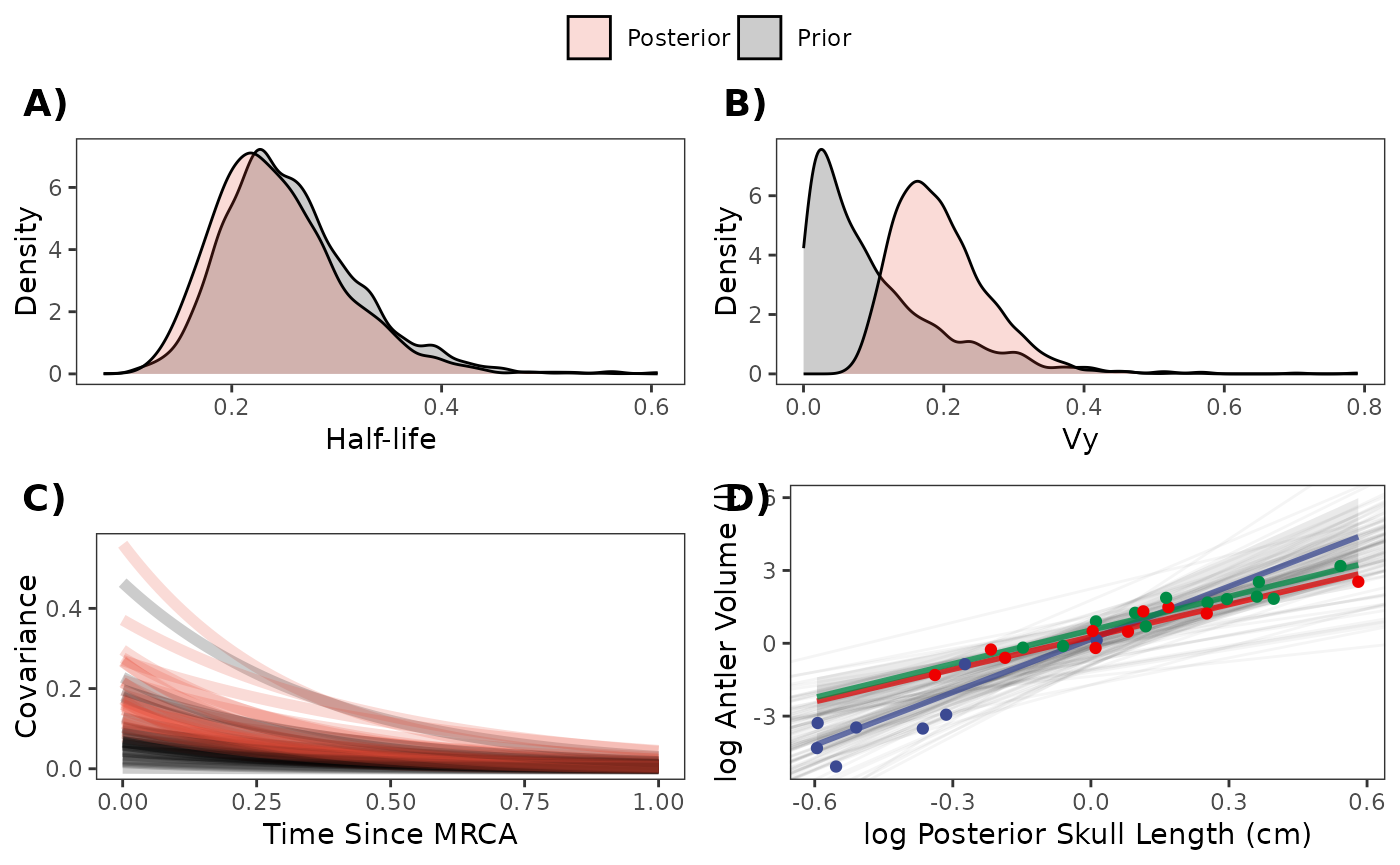 Posterior Prior
A)
Density
6
4
2
0
0.2 0.4 0.6
Half-life
B)
Density
6
4
2
0
0.0 0.2 0.4 0.6 0.8
Vy
C)
Covariance
0.4
0.2
0.0
0.00 0.25 0.50 0.75 1.00
Time Since MRCA
D)
log Antler Volume (l)
6
3
0
-3
-0.6 -0.3 0.0 0.3 0.6
log Posterior Skull Length (cm)